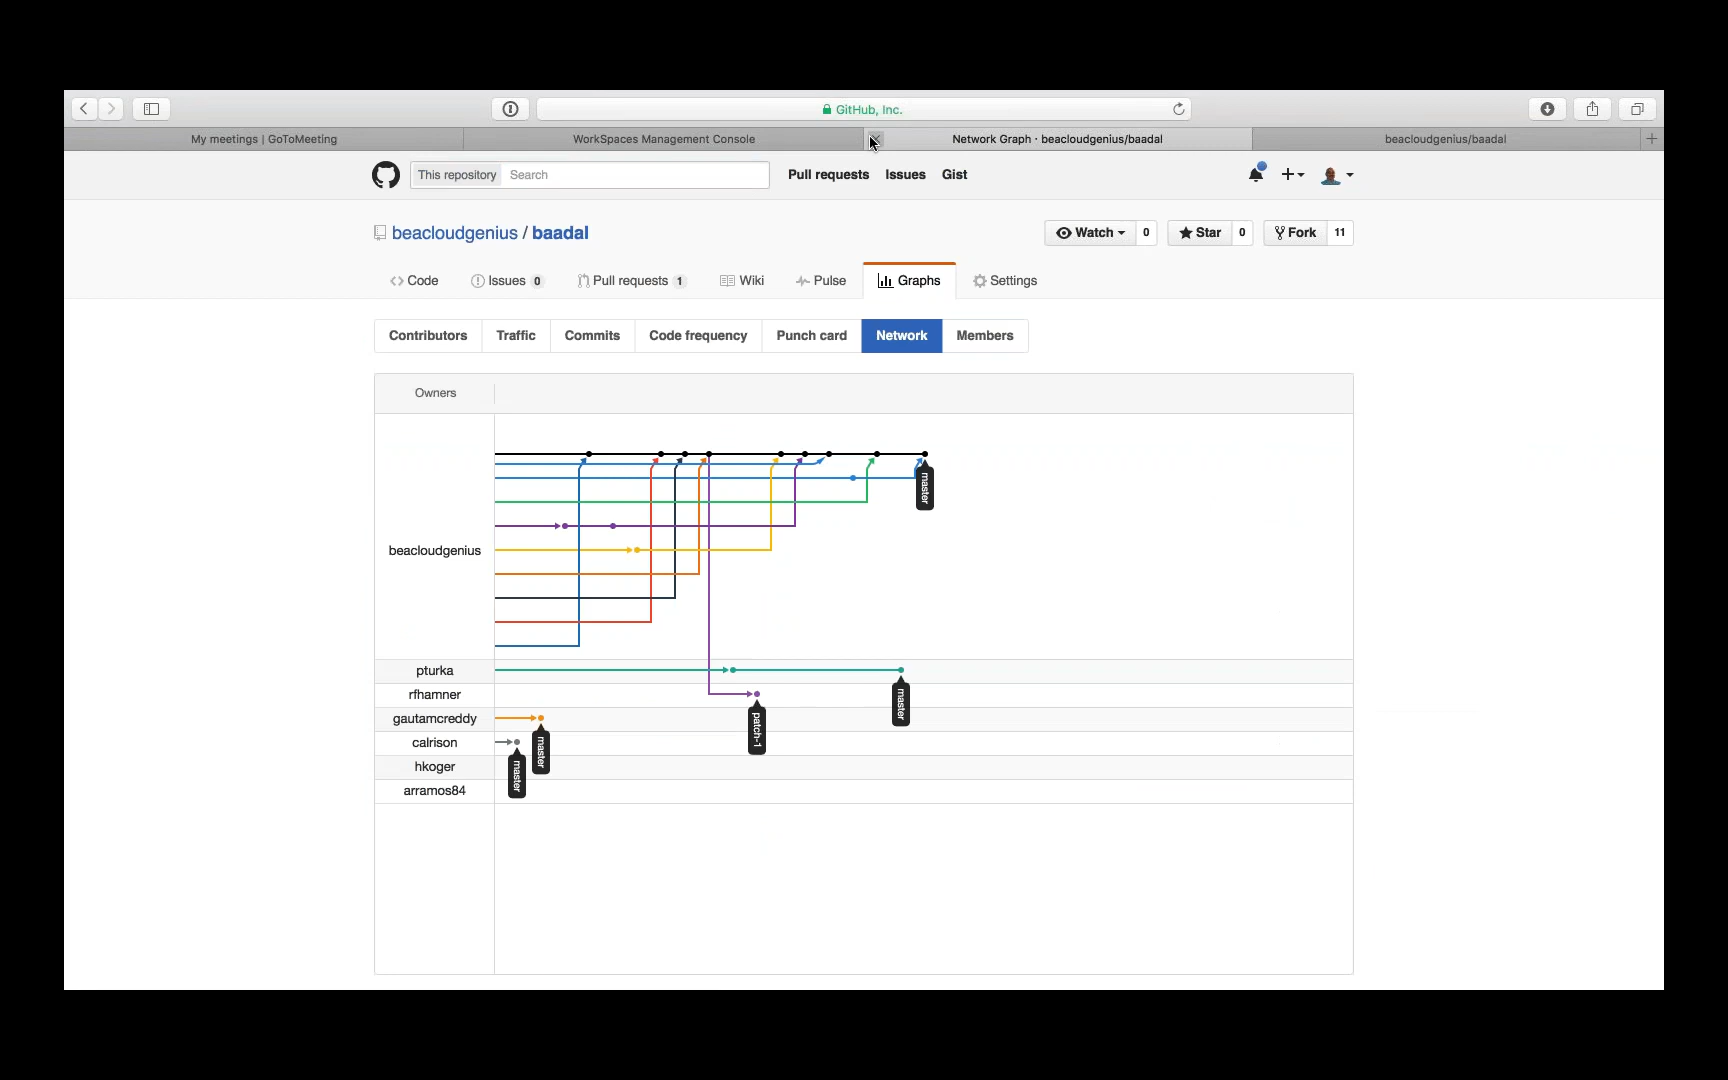 GitHub, Inc.
My meetings | GoToMeeting
WorkSpaces Management Console
Network Graph · beacloudgenius/baadal
beacloudgenius/baadal
This repository
Search
Pull requests
Issues
Gist
beacloudgenius / baadal
Watch
0
Star
0
Fork
11
Code
Issues 0
Pull requests 1
Wiki
Pulse
Graphs
Settings
Contributors
Traffic
Commits
Code frequency
Punch card
Network
Members
Owners
master
beacloudgenius
pturka
master
rfhamner
patch-1
gautamcreddy
master
calrison
master
hkoger
arramos84